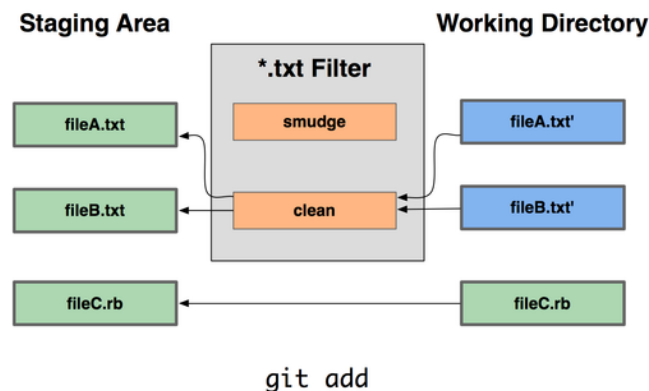 Staging Area
Working Directory
*.txt Filter
fileA.txt
smudge
fileA.txt'
fileB.txt
clean
fileB.txt'
fileC.rb
fileC.rb
git add